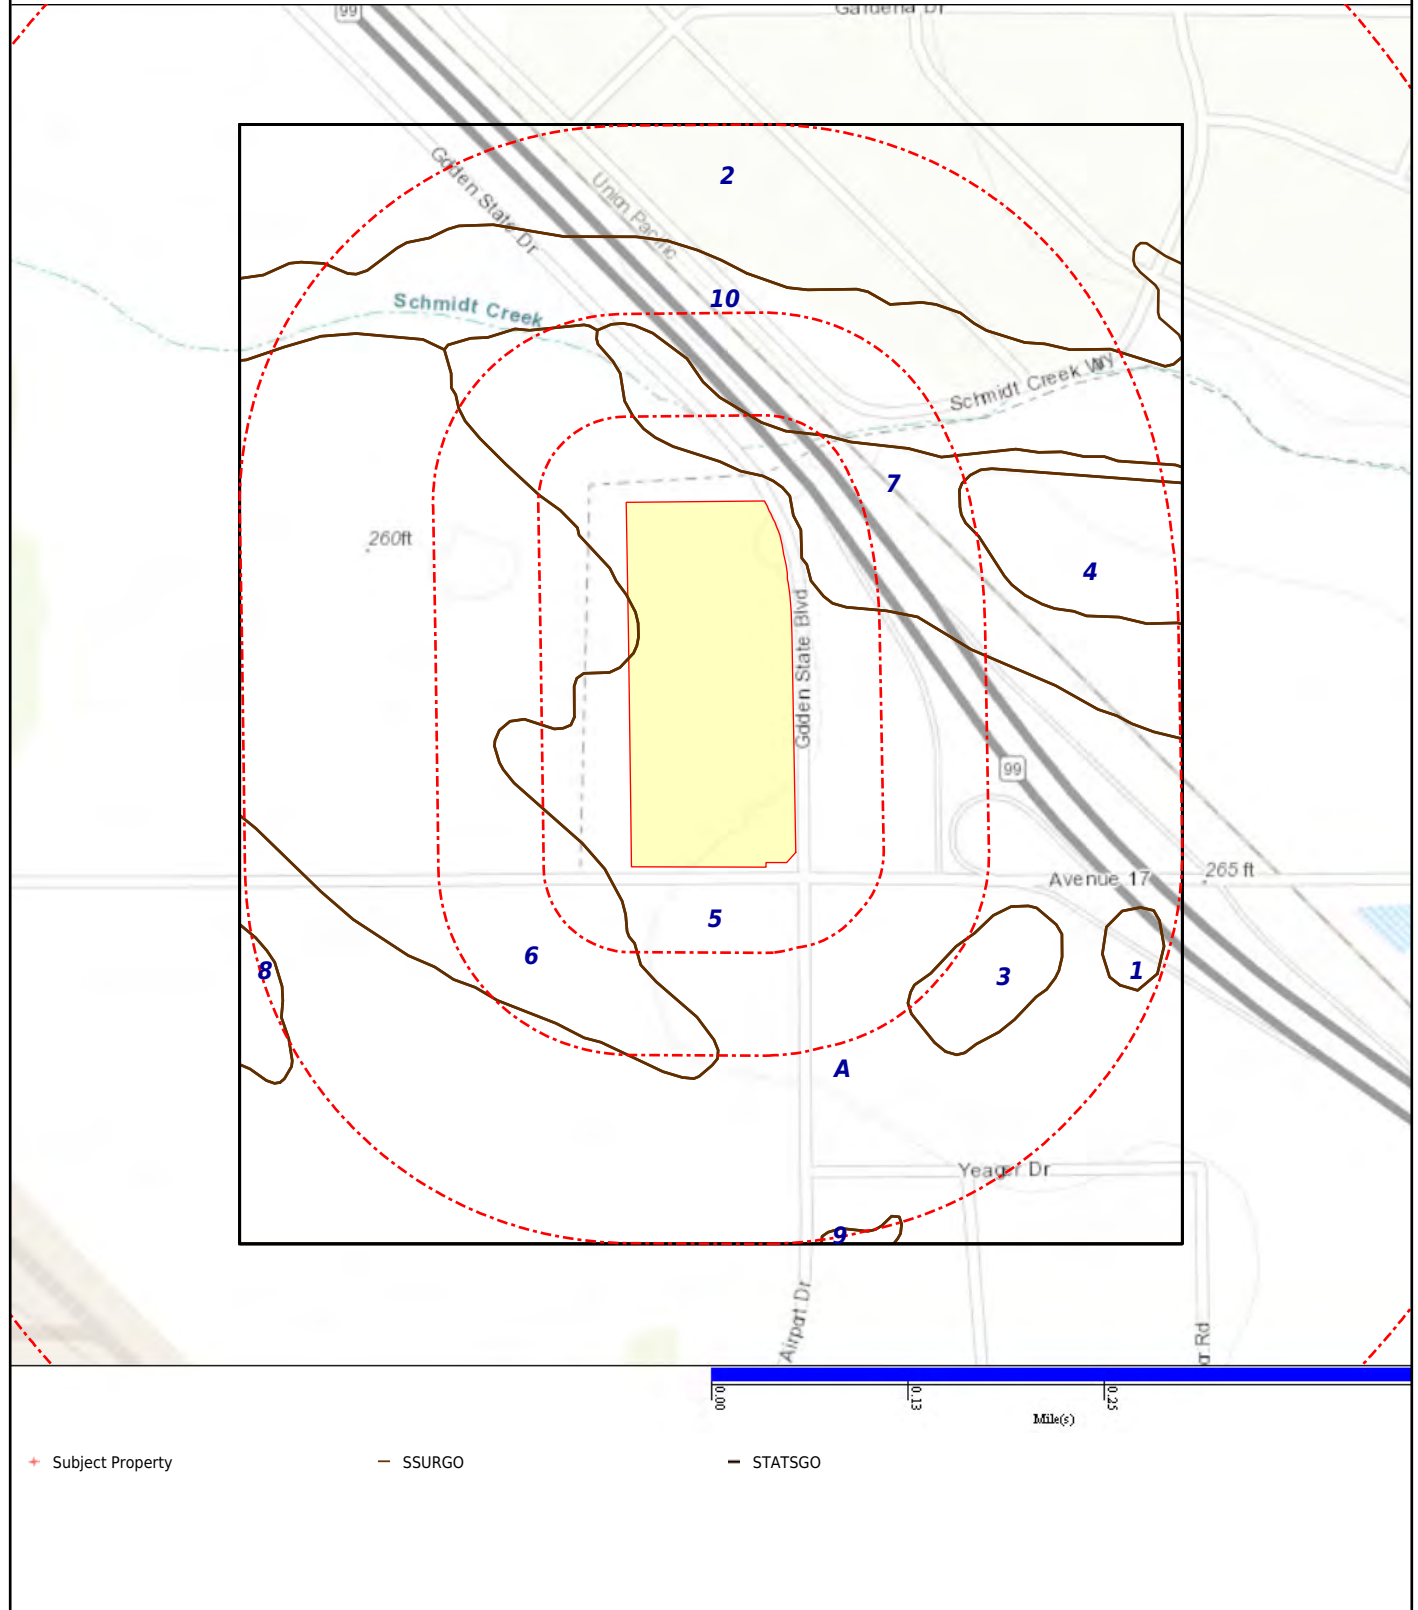 99
Gardena Dr
2
Golden State Dr
Union Pacific
10
Schmidt Creek
Schmidt Creek Wy
7
260ft
4
Golden State Blvd
99
Avenue 17
265 ft
5
6
8
3
1
A
Yeager Dr
9
Airport Dr
0.00
0.13
0.25
Mile(s)
Subject Property
SSURGO
STATSGO